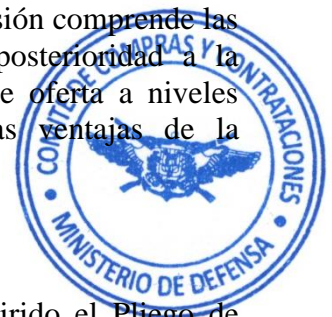 sión comprende las
posterioridad a la
e oferta a niveles
as ventajas de la
COMITÉ DE COMPRAS Y CONTRATACIONES
MINISTERIO DE DEFENSA
irido el Pliego de